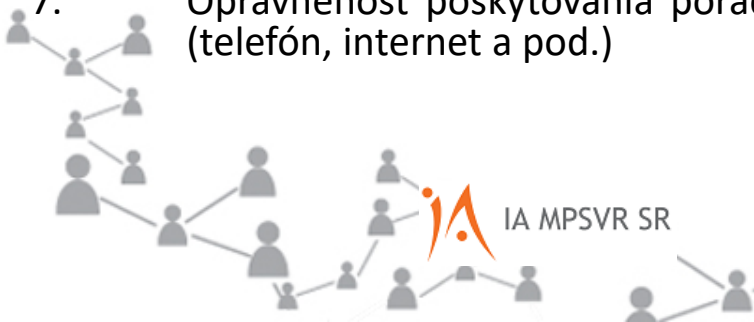 7. Oprávnenosť poskytovania
(telefón, internet a pod.)
IA MPSVR SR